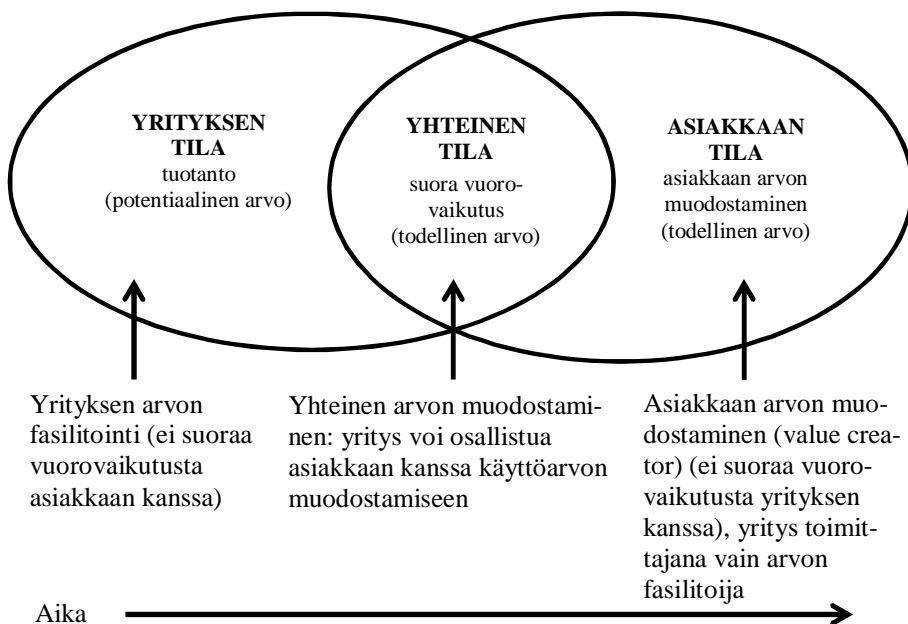 YRITYKSEN
TILA
tuotanto
(potentiaalinen arvo)
YHTEINEN
TILA
suora vuoro-
vaikutus
(todellinen arvo)
ASIAKKAAN
TILA
asiakkaan arvon
muodostaminen
(todellinen arvo)
Yrityksen arvon
fasilitointi (ei suoraa
vuorovaikutusta
asiakkaan kanssa)
Yhteinen arvon muodostami-
nen: yritys voi osallistua
asiakkaan kanssa käyttöarvon
muodostamiseen
Asiakkaan arvon muo-
dostaminen (value crea-
tor) (ei suoraa vuoro-
vaikutusta yrityksen
kanssa), yritys toimit-
tajana vain arvon
fasilitoija
Aika